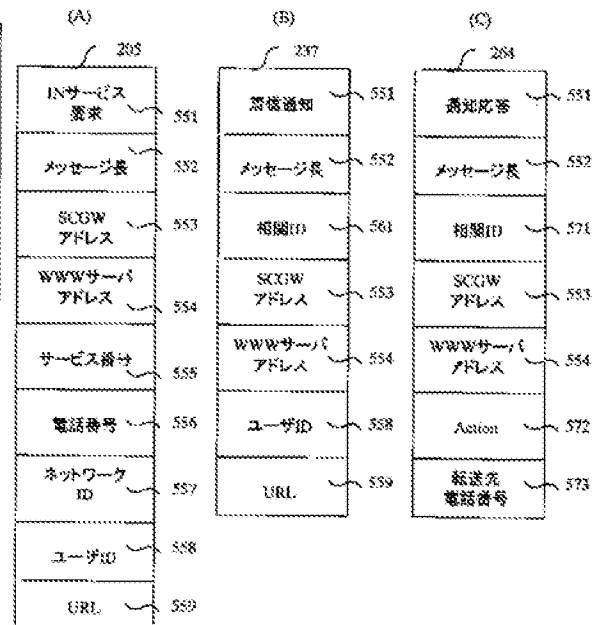 (A)
205
INサービス
要求
551
メッセージ長
552
SCGW
アドレス
553
WWWサーバ
アドレス
554
サービス番号
555
電話番号
556
ネットワーク
ID
557
ユーザID
558
URL
559
(B)
237
着信通知
551
メッセージ長
552
相関ID
561
SCGW
アドレス
553
WWWサーバ
アドレス
554
ユーザID
558
URL
559
(C)
264
通知応答
551
メッセージ長
552
相関ID
571
SCGW
アドレス
553
WWWサーバ
アドレス
554
Action
572
転送先
電話番号
573